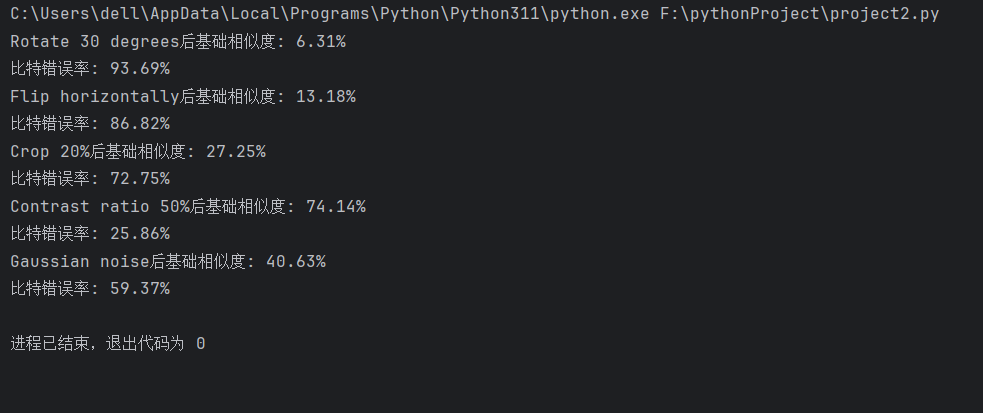 C:\Users\dell\AppData\Local\Programs\Python\Python311\python.exe F:\pythonProject\project2.py
Rotate 30 degrees后基础相似度: 6.31%
比特错误率: 93.69%
Flip horizontally后基础相似度: 13.18%
比特错误率: 86.82%
Crop 20%后基础相似度: 27.25%
比特错误率: 72.75%
Contrast ratio 50%后基础相似度: 74.14%
比特错误率: 25.86%
Gaussian noise后基础相似度: 40.63%
比特错误率: 59.37%
进程已结束，退出代码为 0